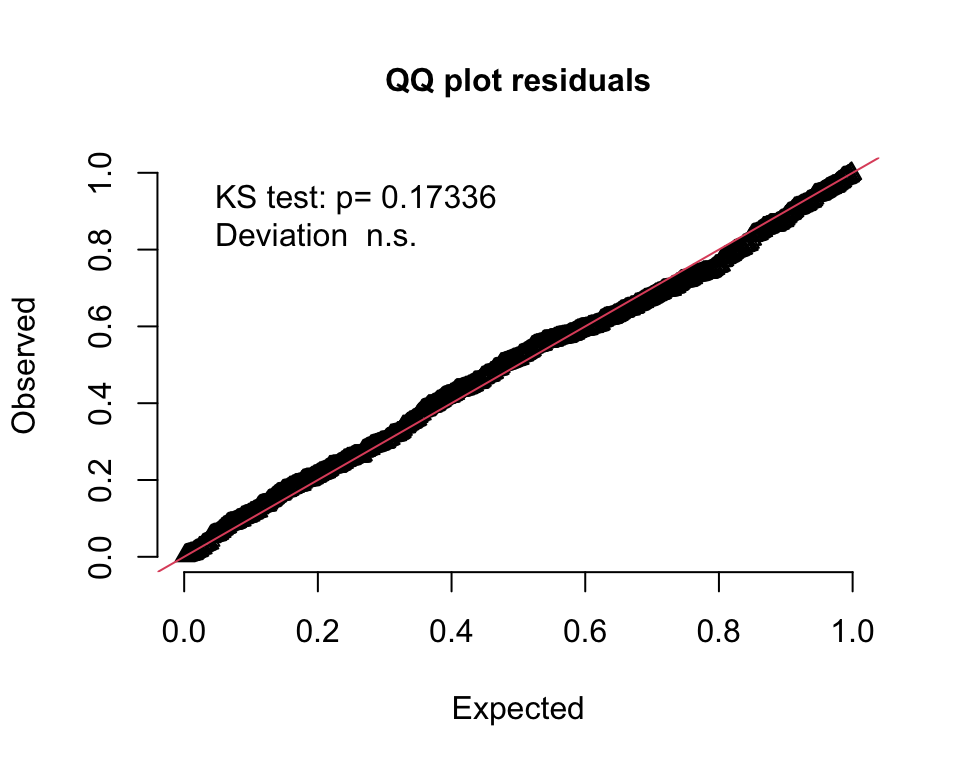 QQ plot residuals
KS test: p= 0.17336
Deviation  n.s.
Observed
1.0
0.8
0.6
0.4
0.2
0.0
0.0 0.2 0.4 0.6 0.8 1.0
Expected